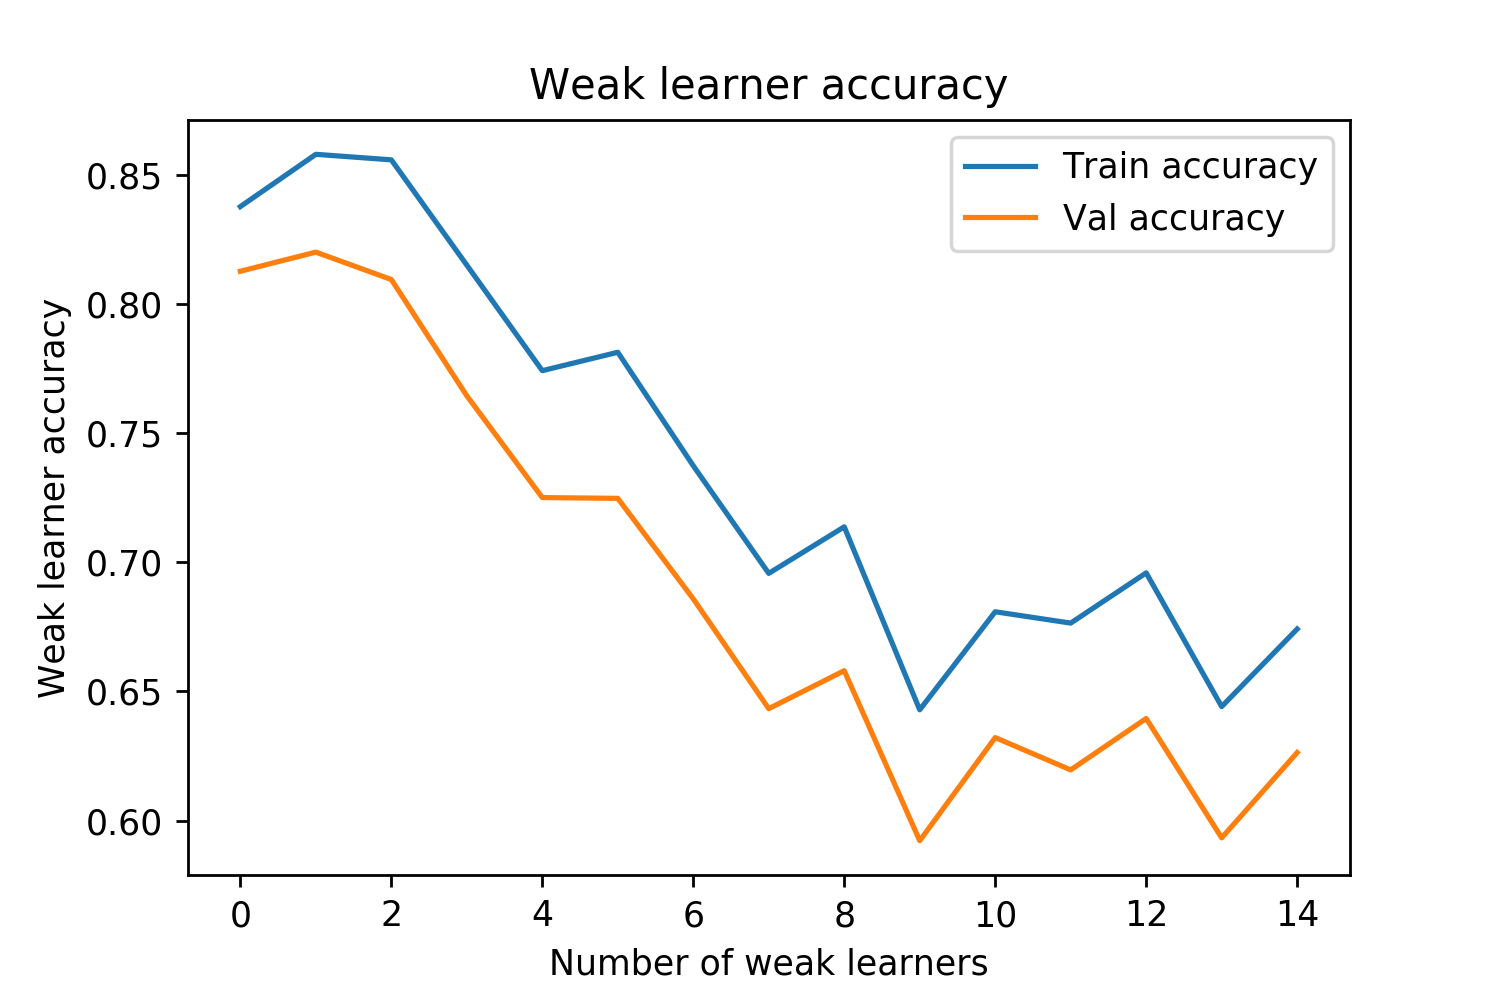 Weak learner accuracy
Train accuracy
Val accuracy
Weak learner accuracy
0.85
0.80
0.75
0.70
0.65
0.60
0 2 4 6 8 10 12 14
Number of weak learners